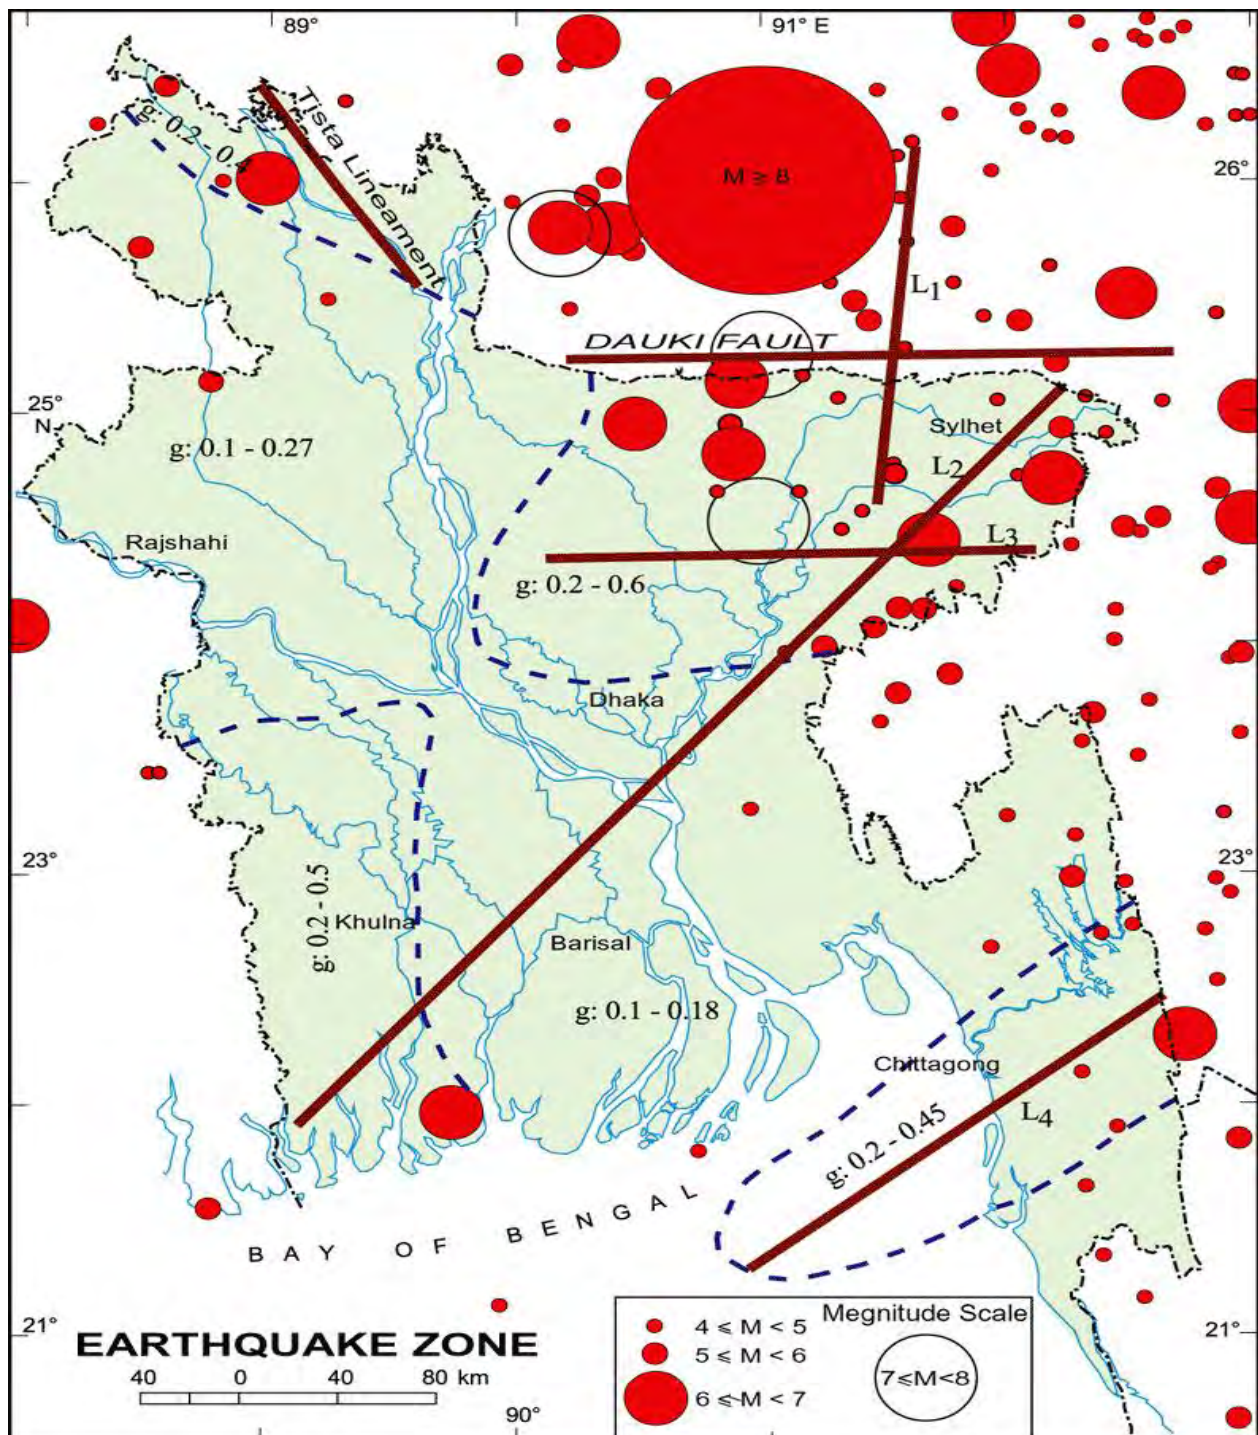 89°
91° E
Tista Lineament
g: 0.2 - 0.4
M ⩾ 8
26°
L1
DAUKI FAULT
25°
N
Sylhet
g: 0.1 - 0.27
L2
Rajshahi
L3
g: 0.2 - 0.6
Dhaka
23°
23°
g: 0.2 - 0.5
Khulna
Barisal
g: 0.1 - 0.18
Chittagong
L4
g: 0.2 - 0.45
BAY OF BENGAL
Megnitude Scale
4 ⩽ M < 5
5 ⩽ M < 6
6 ⩽ M < 7
7 ⩽ M < 8
21°
21°
EARTHQUAKE ZONE
40 0 40 80 km
90°